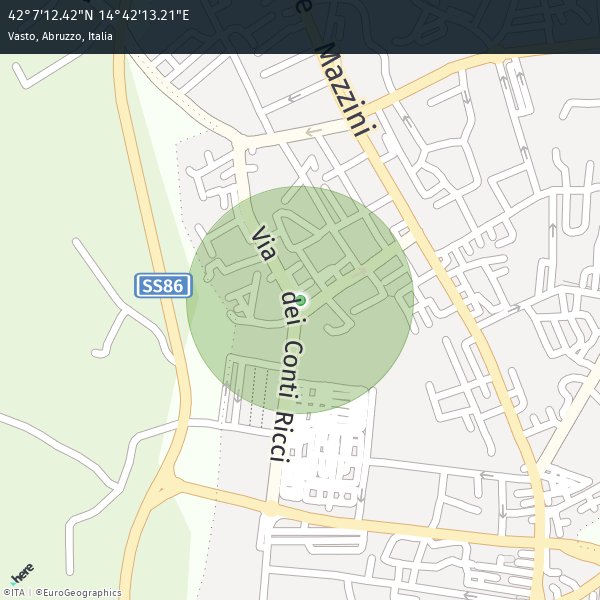 42°7'12.42"N 14°42'13.21"E
Vasto, Abruzzo, Italia
e Mazzini
via dei Conti Ricci
SS86
here
©ITA | ©EuroGeographics